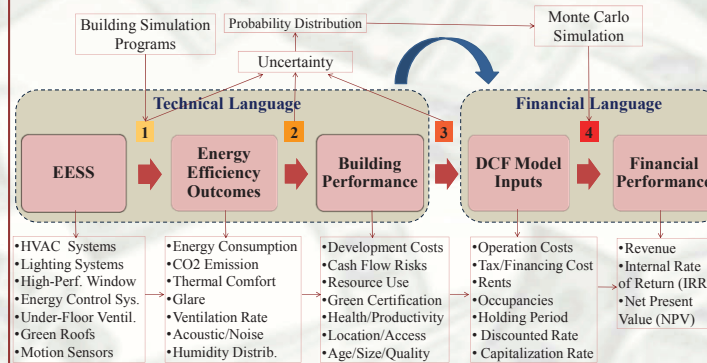 Building Simulation
Programs
Probability Distribution
Monte Carlo
Simulation
Uncertainty
Technical Language
Financial Language
1
2
3
4
EESS
Energy
Efficiency
Outcomes
Building
Performance
DCF Model
Inputs
Financial
Performance
•HVAC Systems
•Lighting Systems
•High-Perf. Window
•Energy Control Sys.
•Under-Floor Ventil.
•Green Roofs
•Motion Sensors
•Energy Consumption
•CO2 Emission
•Thermal Comfort
•Glare
•Ventilation Rate
•Acoustic/Noise
•Humidity Distrib.
•Development Costs
•Cash Flow Risks
•Resource Use
•Green Certification
•Health/Productivity
•Location/Access
•Age/Size/Quality
•Operation Costs
•Tax/Financing Cost
•Rents
•Occupancies
•Holding Period
•Discounted Rate
•Capitalization Rate
•Revenue
•Internal Rate
of Return (IRR
•Net Present
Value (NPV)